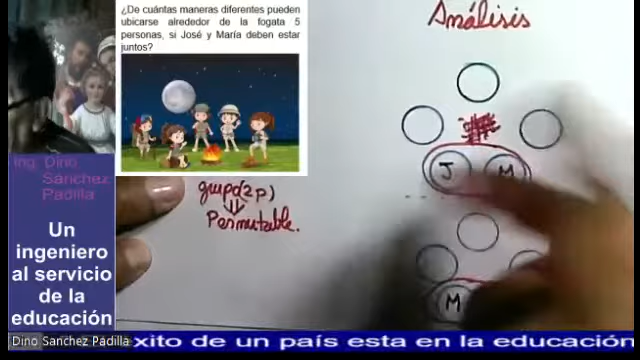 ¿De cuántas maneras diferentes pueden
ubicarse alrededor de la fogata 5
personas, si José y María deben estar
juntos?
Análisis
J M
grupo(2p)
Permutable.
M
Ing. Dino
Sánchez
Padilla
Un
ingeniero
al servicio
de la
educación
Dino Sanchez Padilla
éxito de un país esta en la educación